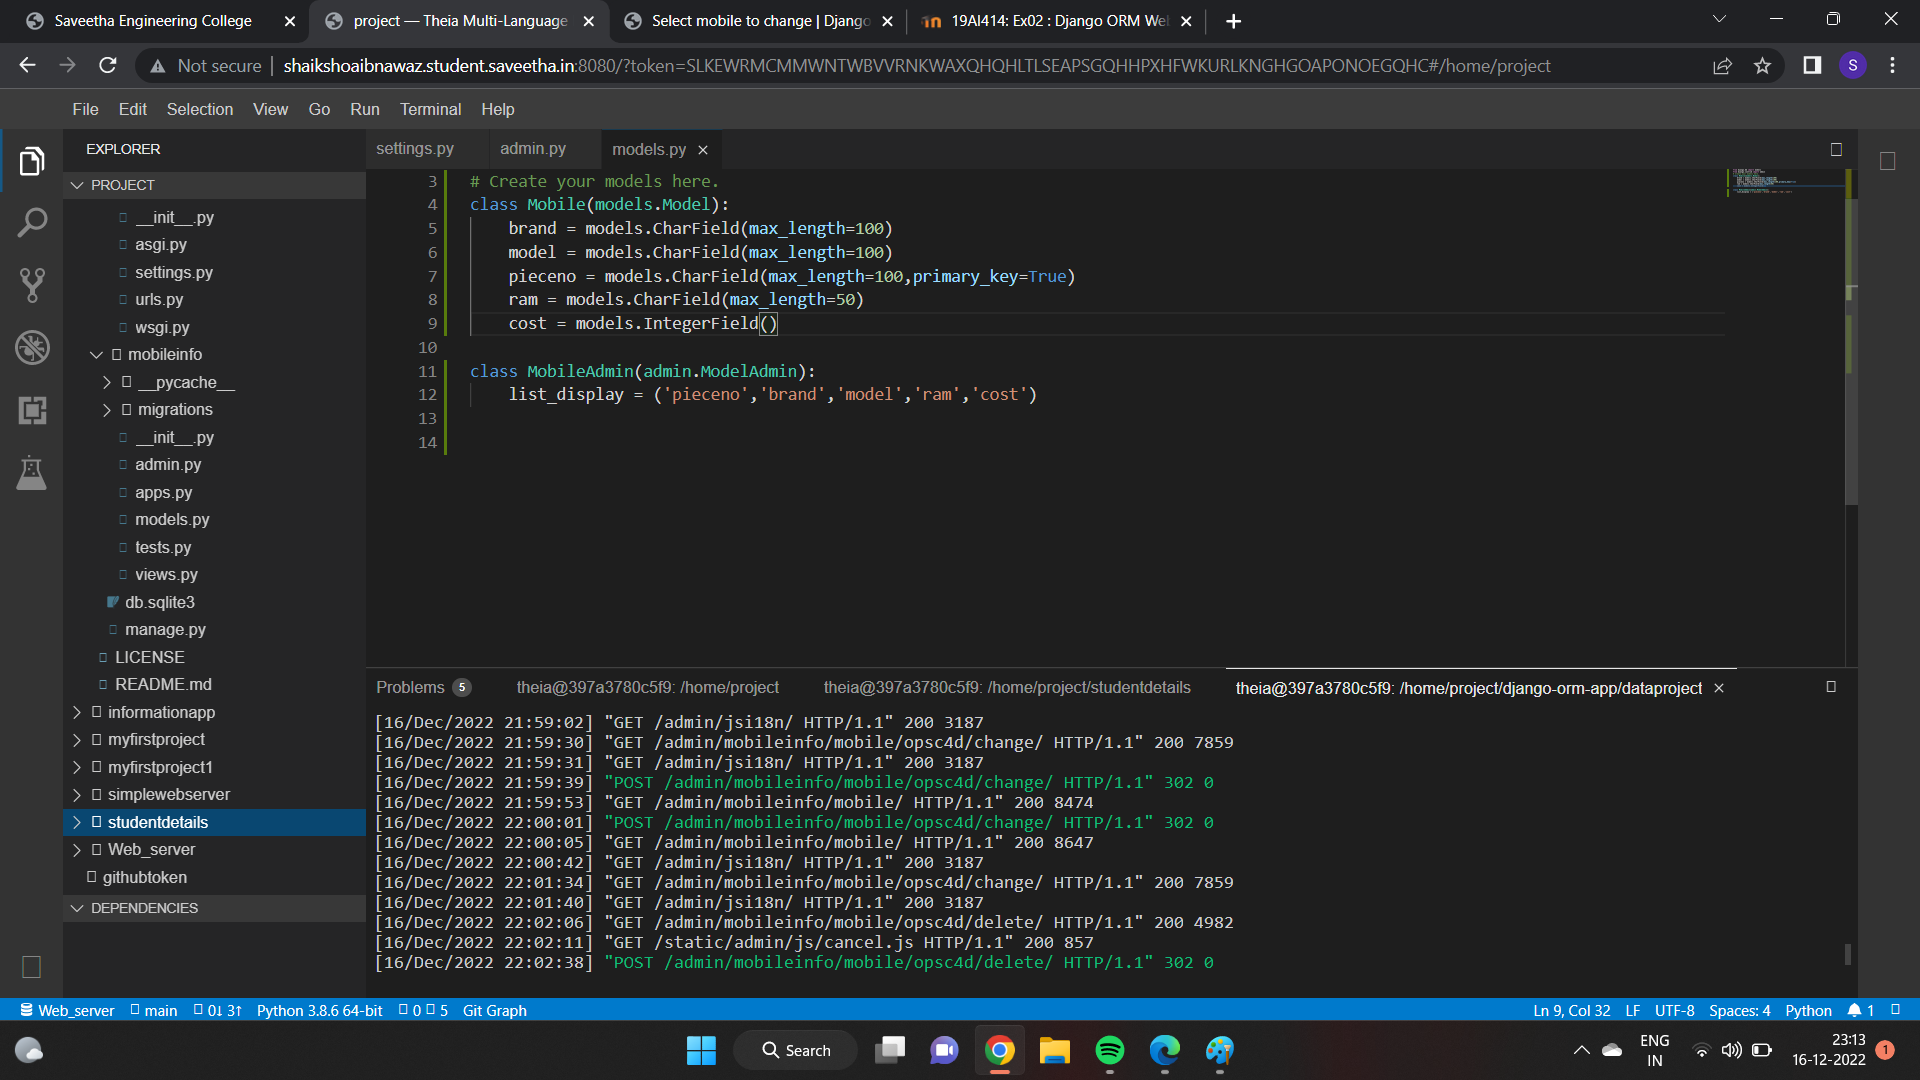 Saveetha Engineering College
project — Theia Multi-Language
Select mobile to change | Django
19AI414: Ex02 : Django ORM We
Not secure
shaikshoaibnawaz.student.saveetha.in:8080/?token=SLKEWRMCMMWNTWBVVRNKWAXQHQHLTLSEAPSGQHHPXHFWKURLKNGHGOAPONOEGQHC#/home/project
S
File Edit Selection View Go Run Terminal Help
EXPLORER
PROJECT
__init__.py
asgi.py
settings.py
urls.py
wsgi.py
mobileinfo
__pycache__
migrations
__init__.py
admin.py
apps.py
models.py
tests.py
views.py
db.sqlite3
manage.py
LICENSE
README.md
informationapp
myfirstproject
myfirstproject1
simplewebserver
studentdetails
Web_server
githubtoken
DEPENDENCIES
settings.py admin.py models.py
3 # Create your models here.
4 class Mobile(models.Model):
5 brand = models.CharField(max_length=100)
6 model = models.CharField(max_length=100)
7 pieceno = models.CharField(max_length=100,primary_key=True)
8 ram = models.CharField(max_length=50)
9 cost = models.IntegerField()
10
11 class MobileAdmin(admin.ModelAdmin):
12 list_display = ('pieceno','brand','model','ram','cost')
13
14
Problems 5 theia@397a3780c5f9: /home/project theia@397a3780c5f9: /home/project/studentdetails theia@397a3780c5f9: /home/project/django-orm-app/dataproject
[16/Dec/2022 21:59:02] "GET /admin/jsi18n/ HTTP/1.1" 200 3187
[16/Dec/2022 21:59:30] "GET /admin/mobileinfo/mobile/opsc4d/change/ HTTP/1.1" 200 7859
[16/Dec/2022 21:59:31] "GET /admin/jsi18n/ HTTP/1.1" 200 3187
[16/Dec/2022 21:59:39] "POST /admin/mobileinfo/mobile/opsc4d/change/ HTTP/1.1" 302 0
[16/Dec/2022 21:59:53] "GET /admin/mobileinfo/mobile/ HTTP/1.1" 200 8474
[16/Dec/2022 22:00:01] "POST /admin/mobileinfo/mobile/opsc4d/change/ HTTP/1.1" 302 0
[16/Dec/2022 22:00:05] "GET /admin/mobileinfo/mobile/ HTTP/1.1" 200 8647
[16/Dec/2022 22:00:42] "GET /admin/jsi18n/ HTTP/1.1" 200 3187
[16/Dec/2022 22:01:34] "GET /admin/mobileinfo/mobile/opsc4d/change/ HTTP/1.1" 200 7859
[16/Dec/2022 22:01:40] "GET /admin/jsi18n/ HTTP/1.1" 200 3187
[16/Dec/2022 22:02:06] "GET /admin/mobileinfo/mobile/opsc4d/delete/ HTTP/1.1" 200 4982
[16/Dec/2022 22:02:11] "GET /static/admin/js/cancel.js HTTP/1.1" 200 857
[16/Dec/2022 22:02:38] "POST /admin/mobileinfo/mobile/opsc4d/delete/ HTTP/1.1" 302 0
Web_server main 0↓ 3↑ Python 3.8.6 64-bit 0 5 Git Graph
Ln 9, Col 32 LF UTF-8 Spaces: 4 Python 1
Search
ENG
IN
23:13
16-12-2022
1